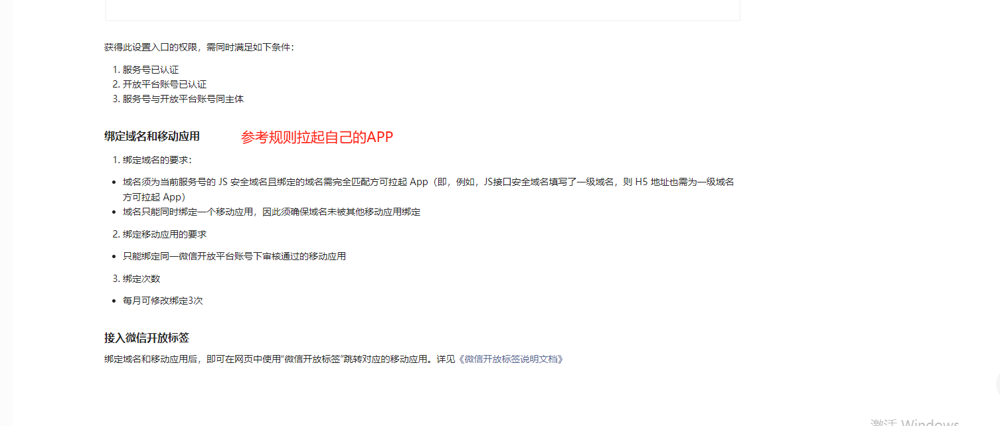 获得此设置入口的权限，需同时满足如下条件：
1. 服务号已认证
2. 开放平台账号已认证
3. 服务号与开放平台账号同主体
绑定域名和移动应用
参考规则拉起自己的APP
1. 绑定域名的要求：
• 域名须为当前服务号的 JS 安全域名且绑定的域名需完全匹配方可拉起 App（即，例如，JS接口安全域名填写了一级域名，则 H5 地址也需为一级域名
方可拉起 App）
• 域名只能同时绑定一个移动应用，因此须确保域名未被其他移动应用绑定
2. 绑定移动应用的要求
• 只能绑定同一微信开放平台账号下审核通过的移动应用
3. 绑定次数
• 每月可修改绑定3次
接入微信开放标签
绑定域名和移动应用后，即可在网页中使用“微信开放标签”跳转对应的移动应用。详见《微信开放标签说明文档》
激活 Windows